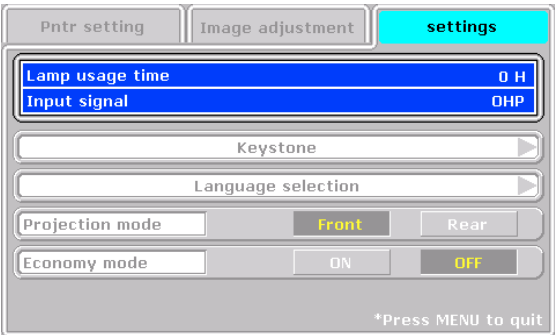 Pntr setting Image adjustment settings
Lamp usage time 0 H
Input signal OHP
Keystone
Language selection
Projection mode Front Rear
Economy mode ON OFF
*Press MENU to quit